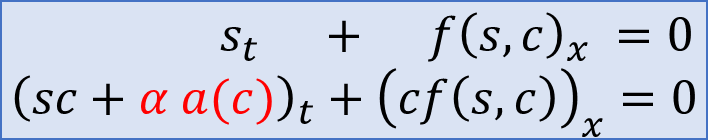 s_t + f(s, c)_x = 0
(sc + α a(c))_t + (cf(s, c))_x = 0